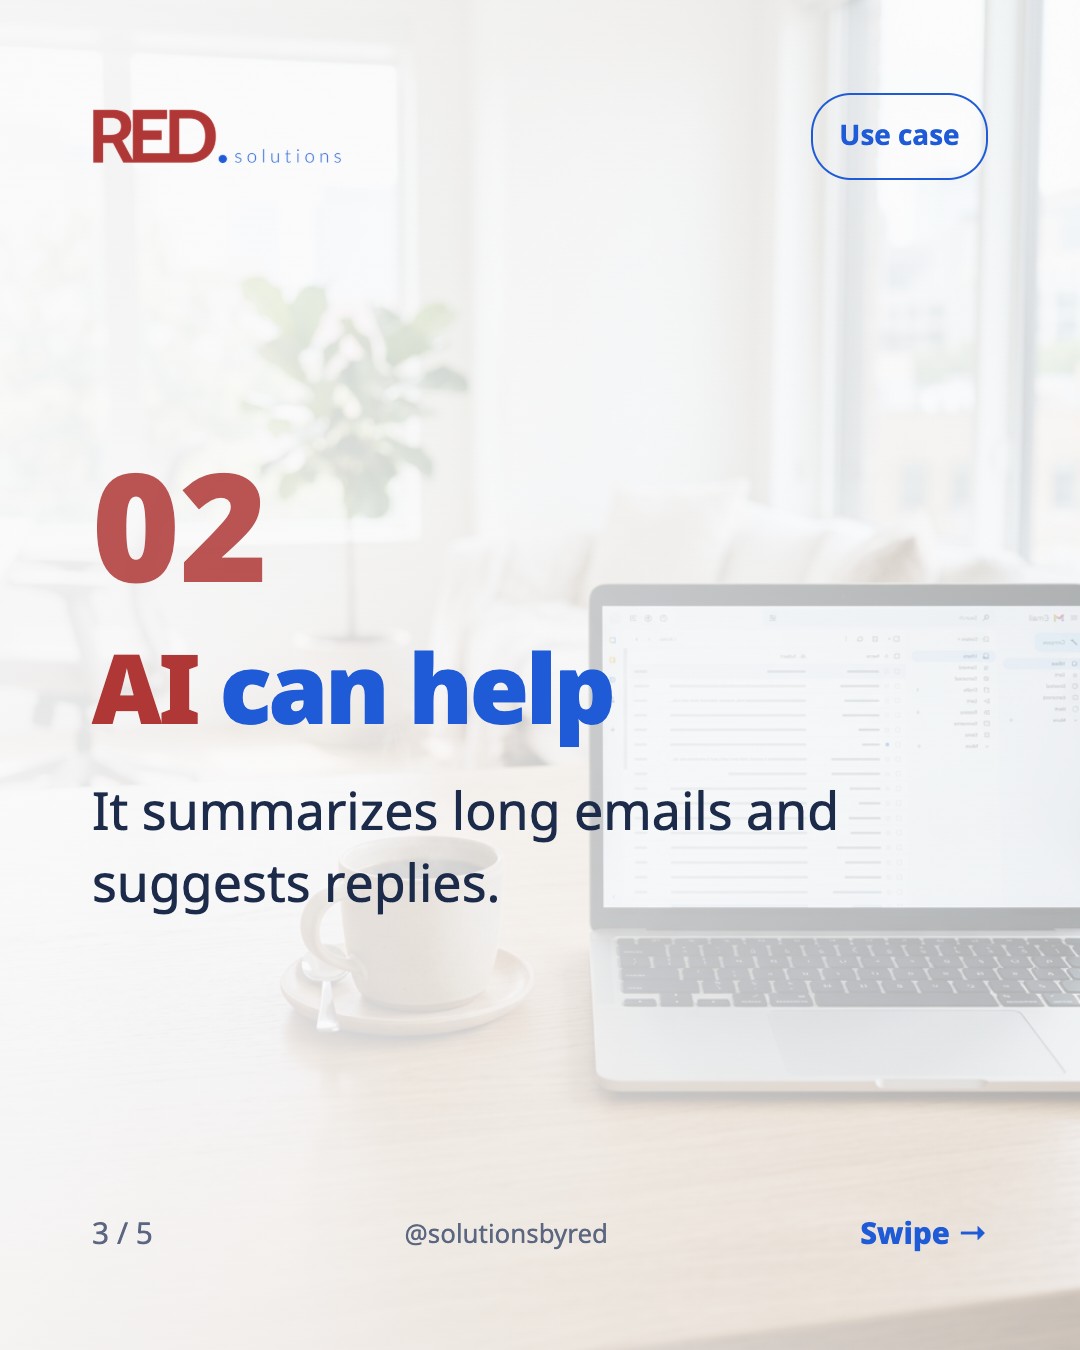 RED.solutions
Use case
02
AI can help
It summarizes long emails and
suggests replies.
3 / 5
@solutionsbyred
Swipe →